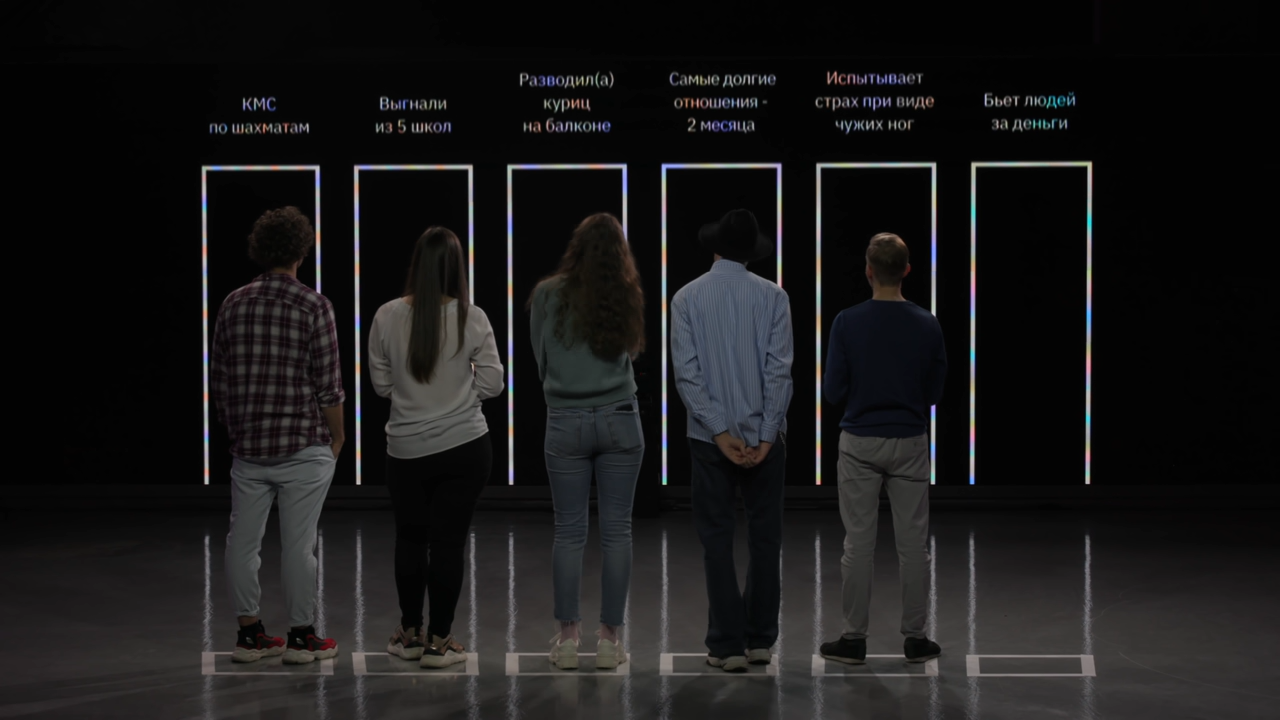 КМС
по шахматам
Выгнали
из 5 школ
Разводил(а)
куриц
на балконе
Самые долгие
отношения -
2 месяца
Испытывает
страх при виде
чужих ног
Бьет людей
за деньги